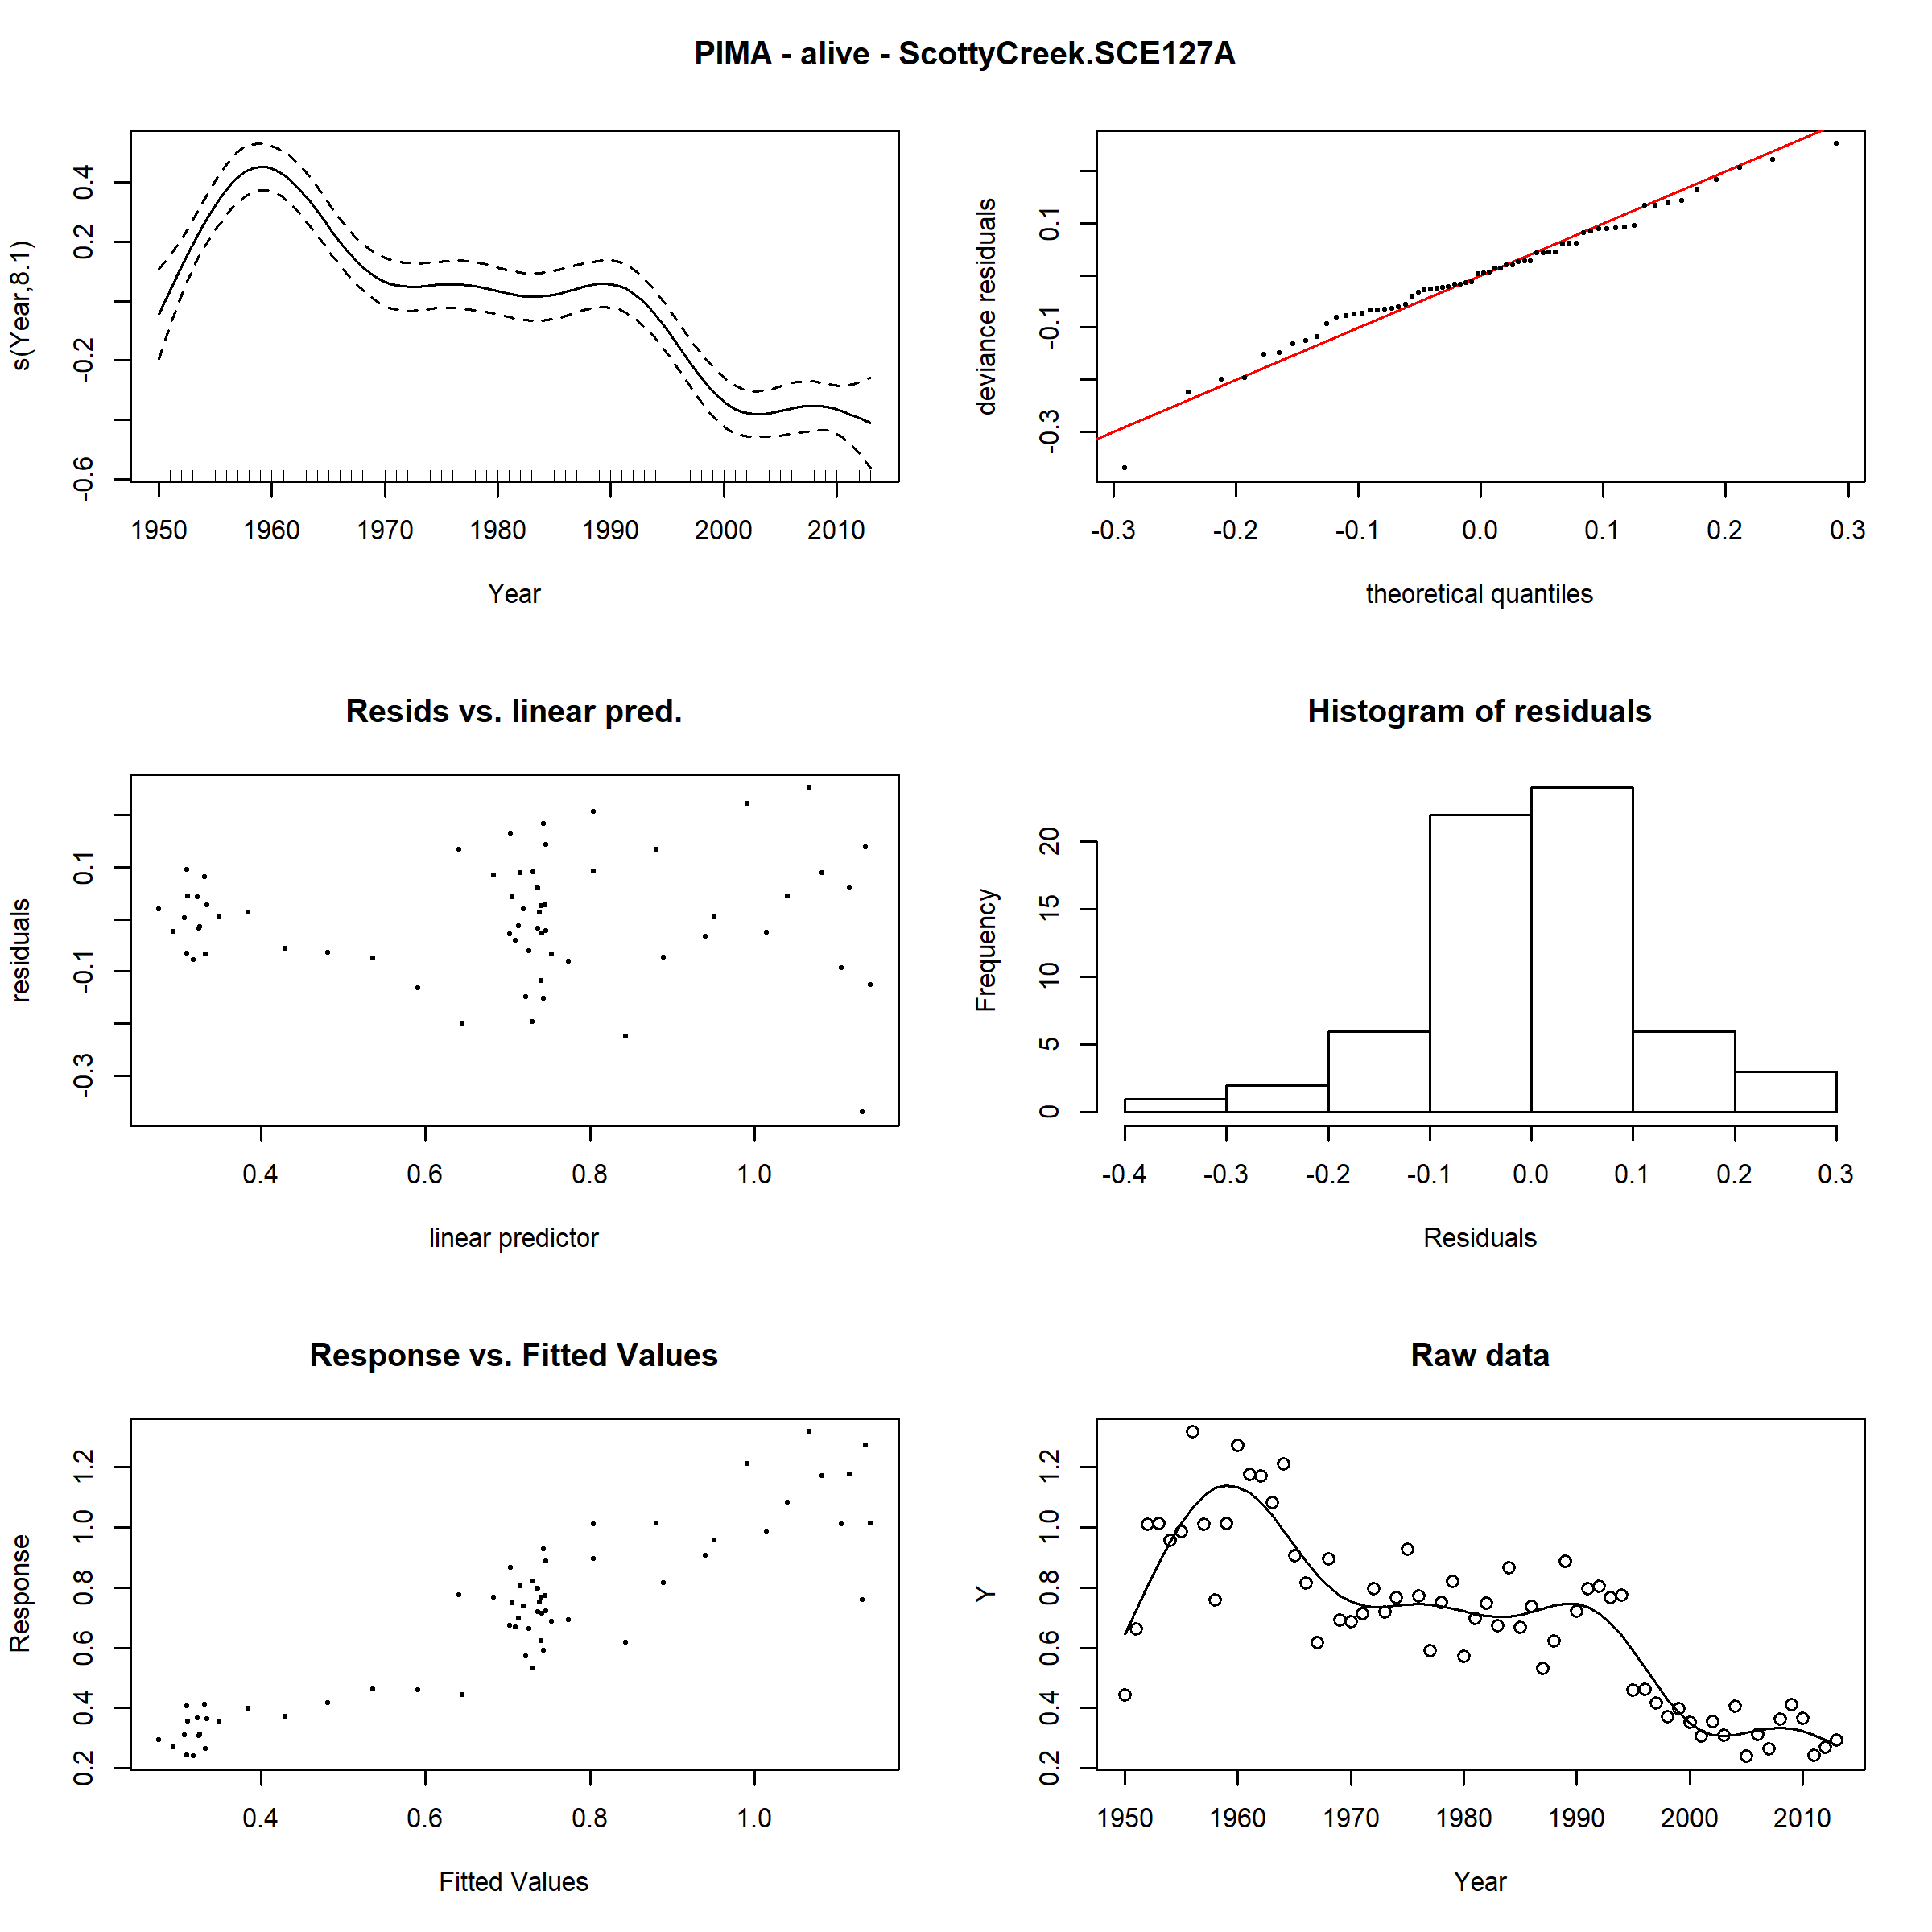 PIMA - alive - ScottyCreek.SCE127A
s(Year,8.1)
-0.6 -0.2 0.2 0.4
1950 1960 1970 1980 1990 2000 2010
Year
deviance residuals
-0.3 -0.1 0.1
-0.3 -0.2 -0.1 0.0 0.1 0.2 0.3
theoretical quantiles
Resids vs. linear pred.
residuals
-0.3 -0.1 0.1
0.4 0.6 0.8 1.0
linear predictor
Histogram of residuals
Frequency
0 5 10 15 20
-0.4 -0.3 -0.2 -0.1 0.0 0.1 0.2 0.3
Residuals
Response vs. Fitted Values
Response
0.2 0.4 0.6 0.8 1.0 1.2
0.4 0.6 0.8 1.0
Fitted Values
Raw data
Y
0.2 0.4 0.6 0.8 1.0 1.2
1950 1960 1970 1980 1990 2000 2010
Year